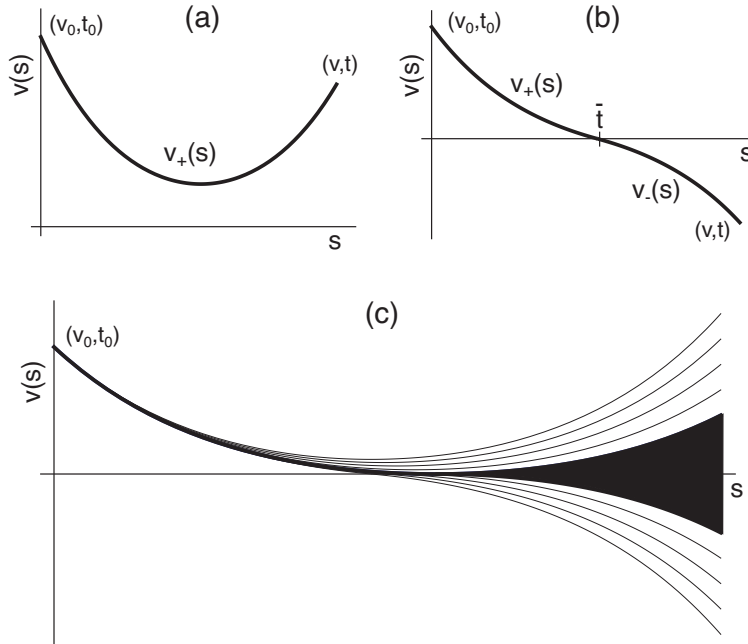 (a)
(v₀,t₀)
(v,t)
v(s)
v₊(s)
s
(b)
(v₀,t₀)
v(s)
v₊(s)
t̄
s
v₋(s)
(v,t)
(c)
(v₀,t₀)
v(s)
s